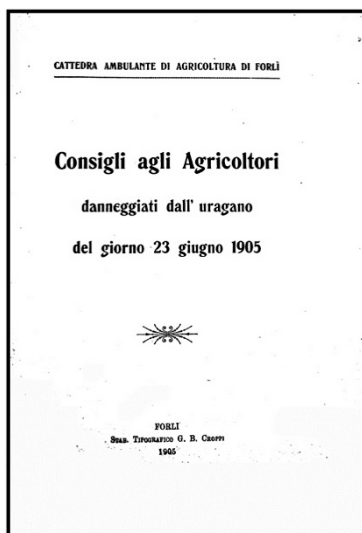 CATTEDRA AMBULANTE DI AGRICOLTURA DI FORLÌ
Consigli agli Agricoltori
danneggiati dall' uragano
del giorno 23 giugno 1905
FORLÌ
STAB. TIPOGRAFICO G. B. CROPPI
1905